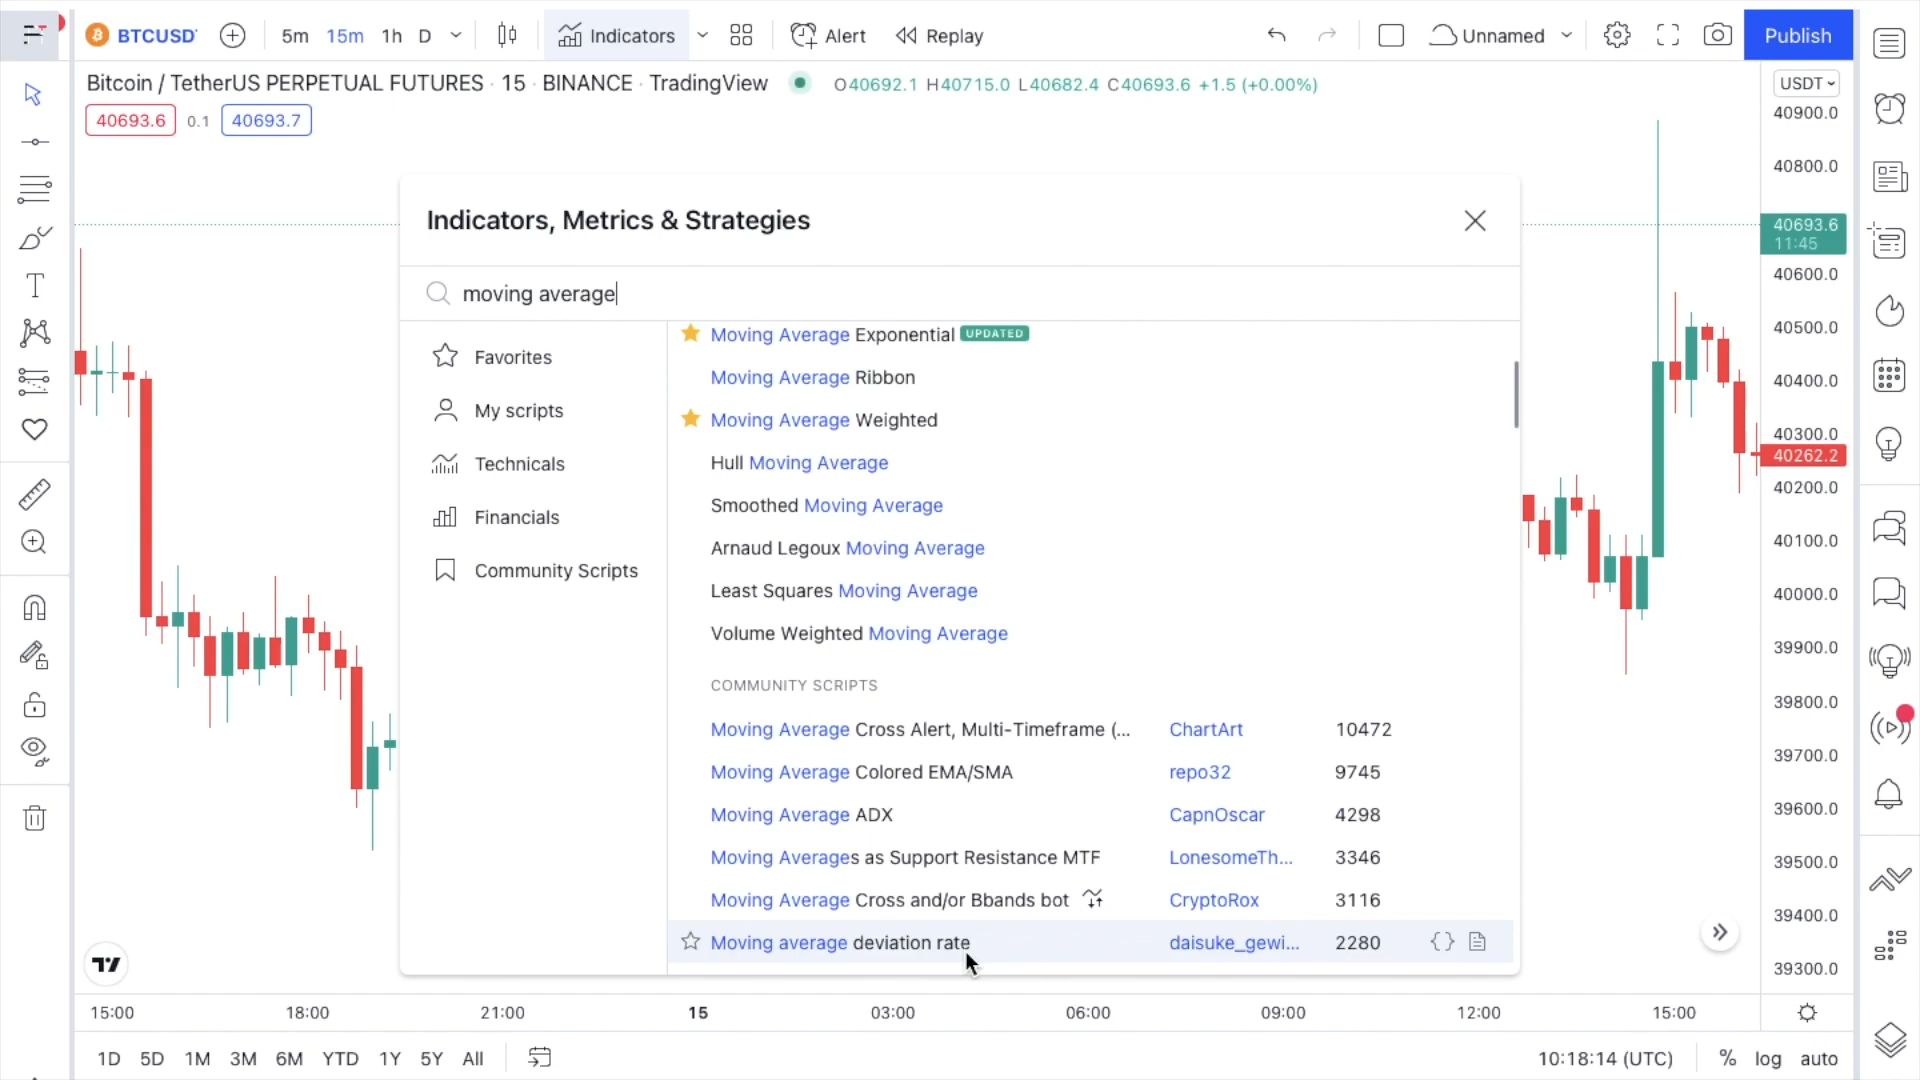 BTCUSD
5m 15m 1h D
Indicators
Alert
Replay
Unnamed
Publish
Bitcoin / TetherUS PERPETUAL FUTURES · 15 · BINANCE · TradingView
O40692.1 H40715.0 L40682.4 C40693.6 +1.5 (+0.00%)
USDT
40693.6 0.1 40693.7
Indicators, Metrics & Strategies
moving average
Favorites
My scripts
Technicals
Financials
Community Scripts
Moving Average Exponential UPDATED
Moving Average Ribbon
Moving Average Weighted
Hull Moving Average
Smoothed Moving Average
Arnaud Legoux Moving Average
Least Squares Moving Average
Volume Weighted Moving Average
COMMUNITY SCRIPTS
Moving Average Cross Alert, Multi-Timeframe (... ChartArt 10472
Moving Average Colored EMA/SMA repo32 9745
Moving Average ADX CapnOscar 4298
Moving Averages as Support Resistance MTF LonesomeTh... 3346
Moving Average Cross and/or Bbands bot CryptoRox 3116
Moving average deviation rate daisuke_gewi... 2280
40900.0
40800.0
40693.6
11:45
40600.0
40500.0
40400.0
40300.0
40262.2
40200.0
40100.0
40000.0
39900.0
39800.0
39700.0
39600.0
39500.0
39400.0
39300.0
15:00 18:00 21:00 15 03:00 06:00 09:00 12:00 15:00
1D 5D 1M 3M 6M YTD 1Y 5Y All
10:18:14 (UTC) % log auto